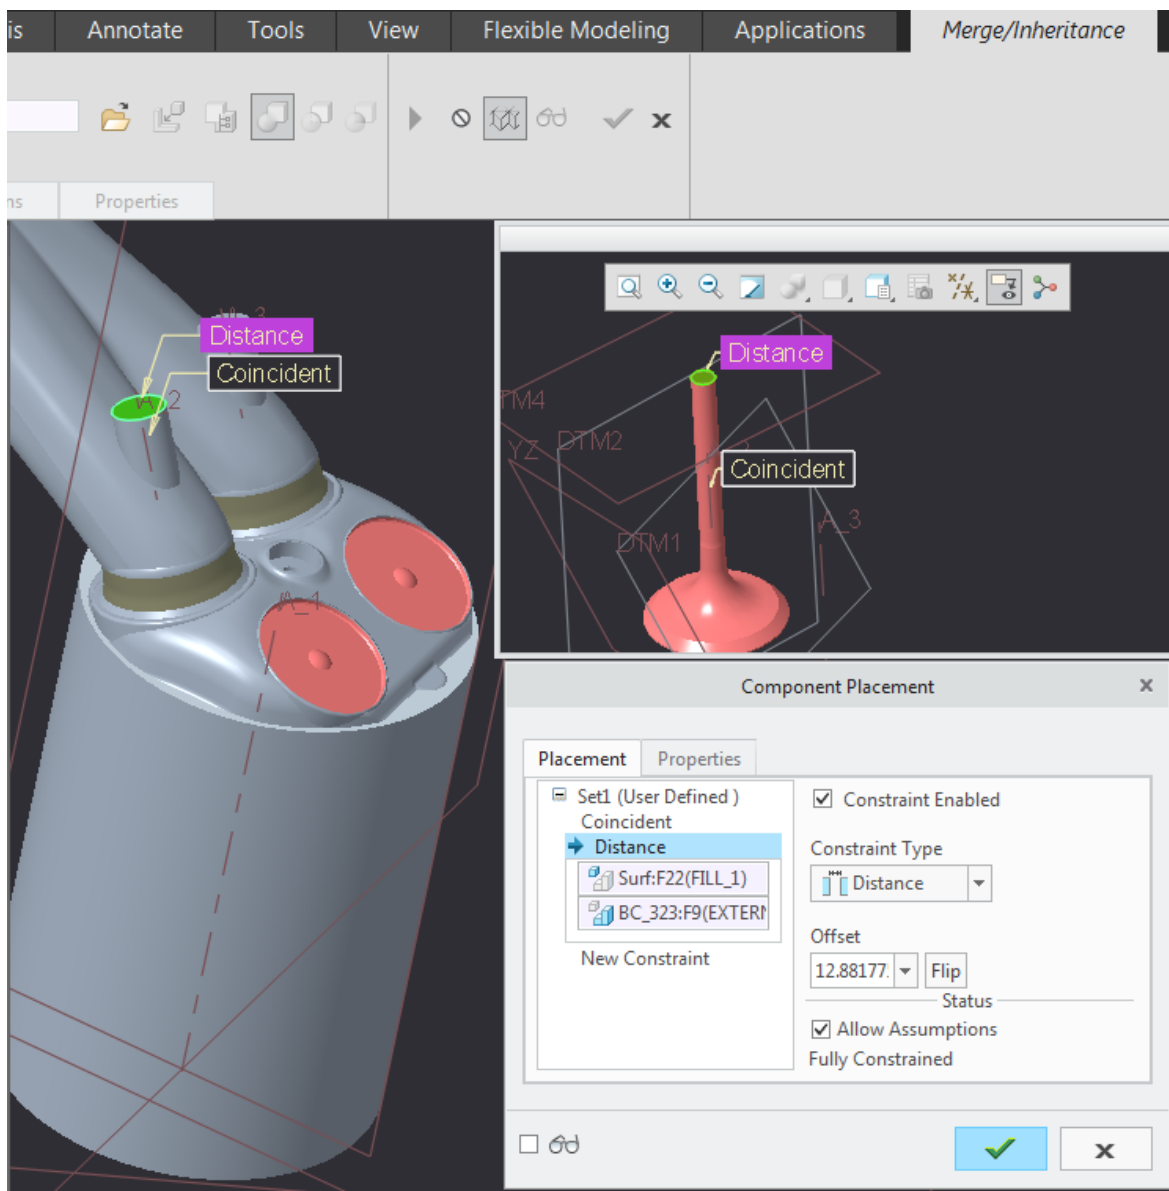 is Annotate Tools View Flexible Modeling Applications Merge/Inheritance
ns Properties
Distance
Coincident
A_2
A_1
Distance
Coincident
TM4
YZ
DTM2
DTM1
A_3
Component Placement
Placement Properties
Set1 (User Defined )
Coincident
Distance
Surf:F22(FILL_1)
BC_323:F9(EXTERN
New Constraint
Constraint Enabled
Constraint Type
Distance
Offset
12.88177 Flip
Status
Allow Assumptions
Fully Constrained